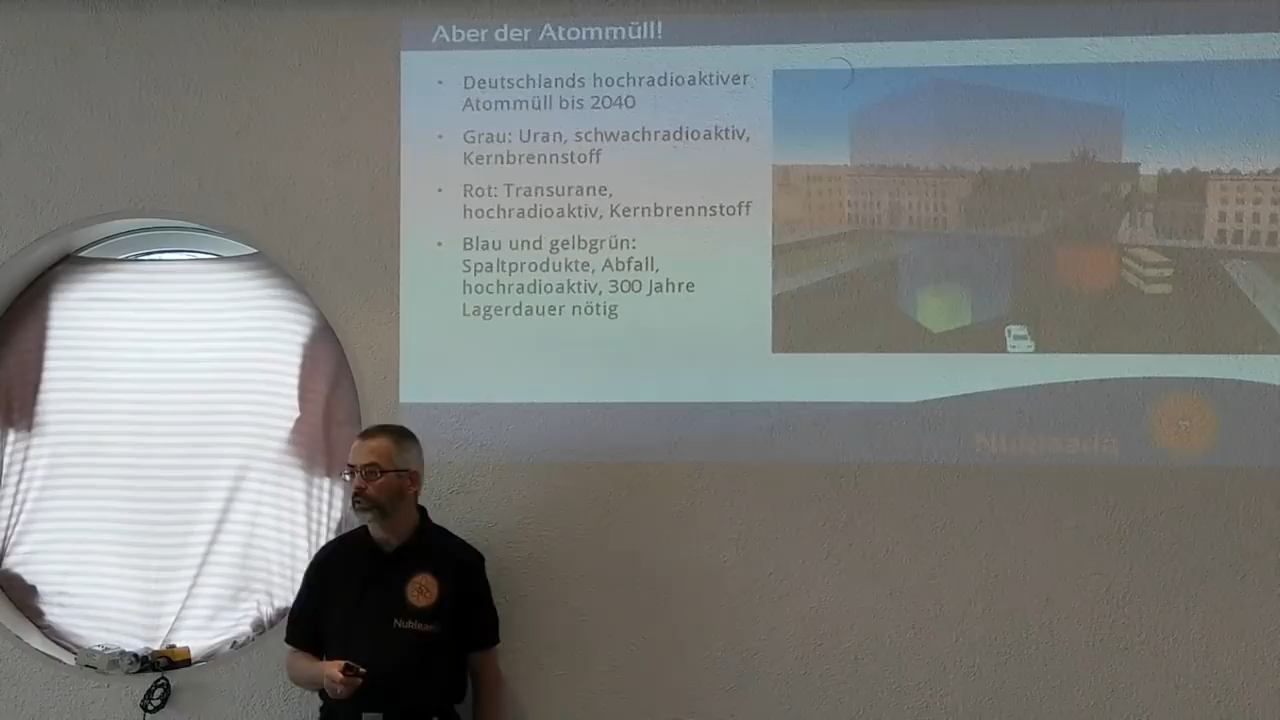 Aber der Atommüll!
Deutschlands hochradioaktiver
Atommüll bis 2040
Grau: Uran, schwachradioaktiv,
Kernbrennstoff
Rot: Transurane,
hochradioaktiv, Kernbrennstoff
Blau und gelbgrün:
Spaltprodukte, Abfall,
hochradioaktiv, 300 Jahre
Lagerdauer nötig
Nuklearia